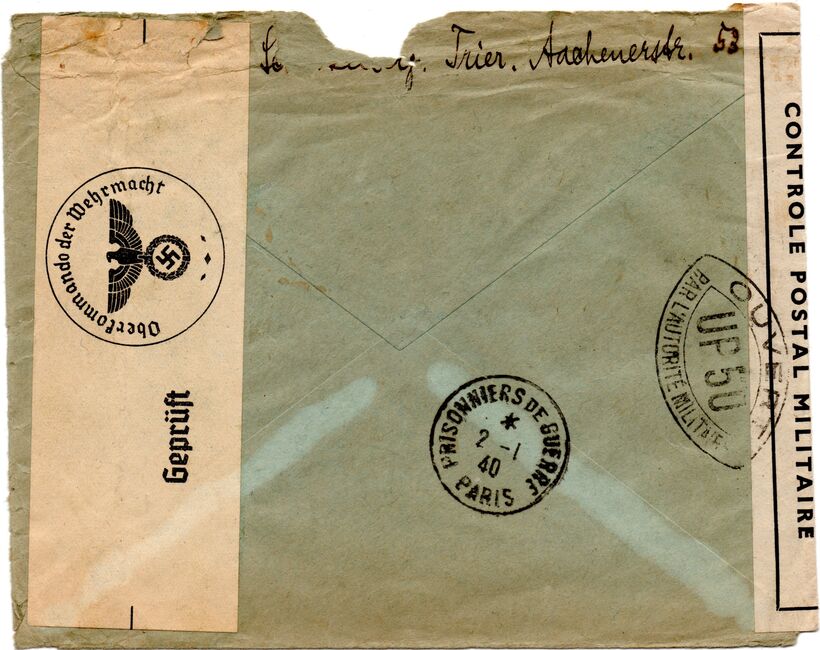 Trier. Aachenerstr. 53
Oberkommando der Wehrmacht
Geprüft
PRISONNIERS DE GUERRE
*
2 - 1
40
PARIS
OUVERT
PAR L'AUTORITÉ MILITAIRE
UP 50
CONTROLE POSTAL MILITAIRE